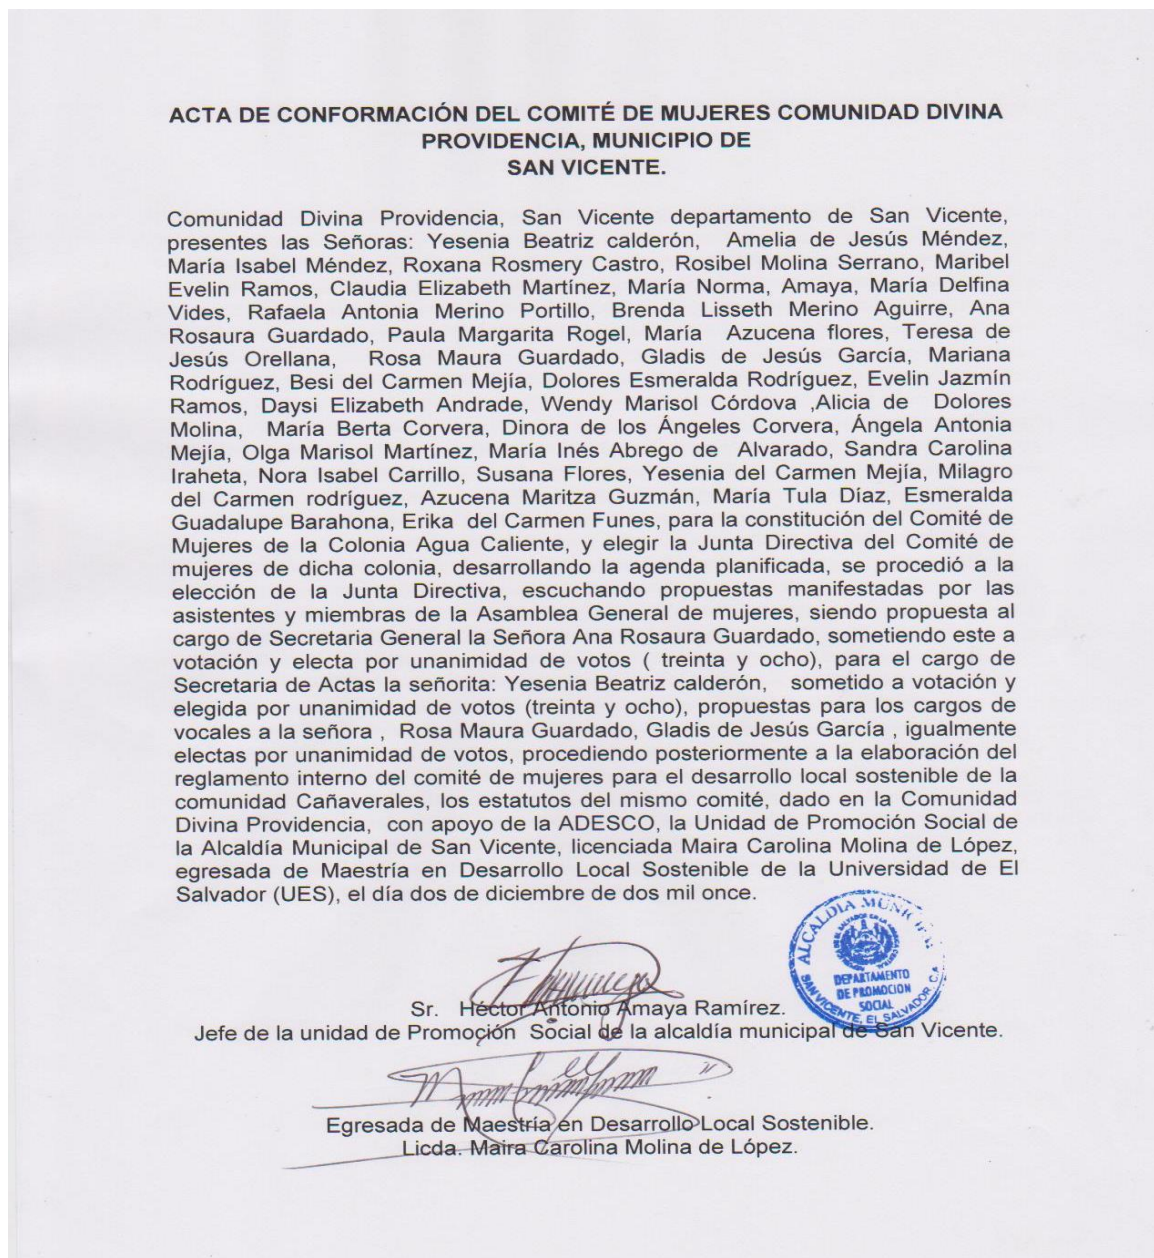 ACTA DE CONFORMACIÓN DEL COMITÉ DE MUJERES COMUNIDAD DIVINA
PROVIDENCIA, MUNICIPIO DE
SAN VICENTE.
Comunidad Divina Providencia, San Vicente departamento de San Vicente,
presentes las Señoras: Yesenia Beatriz calderón, Amelia de Jesús Méndez,
María Isabel Méndez, Roxana Rosmery Castro, Rosibel Molina Serrano, Maribel
Evelin Ramos, Claudia Elizabeth Martínez, María Norma, Amaya, María Delfina
Vides, Rafaela Antonia Merino Portillo, Brenda Lisseth Merino Aguirre, Ana
Rosaura Guardado, Paula Margarita Rogel, María Azucena flores, Teresa de
Jesús Orellana, Rosa Maura Guardado, Gladis de Jesús García, Mariana
Rodríguez, Besi del Carmen Mejía, Dolores Esmeralda Rodríguez, Evelin Jazmín
Ramos, Daysi Elizabeth Andrade, Wendy Marisol Córdova ,Alicia de Dolores
Molina, María Berta Corvera, Dinora de los Ángeles Corvera, Ángela Antonia
Mejía, Olga Marisol Martínez, María Inés Abrego de Alvarado, Sandra Carolina
Iraheta, Nora Isabel Carrillo, Susana Flores, Yesenia del Carmen Mejía, Milagro
del Carmen rodríguez, Azucena Maritza Guzmán, María Tula Díaz, Esmeralda
Guadalupe Barahona, Erika del Carmen Funes, para la constitución del Comité de
Mujeres de la Colonia Agua Caliente, y elegir la Junta Directiva del Comité de
mujeres de dicha colonia, desarrollando la agenda planificada, se procedió a la
elección de la Junta Directiva, escuchando propuestas manifestadas por las
asistentes y miembras de la Asamblea General de mujeres, siendo propuesta al
cargo de Secretaria General la Señora Ana Rosaura Guardado, sometiendo este a
votación y electa por unanimidad de votos ( treinta y ocho), para el cargo de
Secretaria de Actas la señorita: Yesenia Beatriz calderón, sometido a votación y
elegida por unanimidad de votos (treinta y ocho), propuestas para los cargos de
vocales a la señora , Rosa Maura Guardado, Gladis de Jesús García , igualmente
electas por unanimidad de votos, procediendo posteriormente a la elaboración del
reglamento interno del comité de mujeres para el desarrollo local sostenible de la
comunidad Cañaverales, los estatutos del mismo comité, dado en la Comunidad
Divina Providencia, con apoyo de la ADESCO, la Unidad de Promoción Social de
la Alcaldía Municipal de San Vicente, licenciada Maira Carolina Molina de López,
egresada de Maestría en Desarrollo Local Sostenible de la Universidad de El
Salvador (UES), el día dos de diciembre de dos mil once.
ALCALDIA
DEPARTAMENTO
DE PROMOCION
SOCIAL
SAN VICENTE, EL SALVADOR, C.A.
Sr. Héctor Antonio Amaya Ramírez.
Jefe de la unidad de Promoción Social de la alcaldía municipal de San Vicente.
Egresada de Maestría en Desarrollo Local Sostenible.
Licda. Maira Carolina Molina de López.